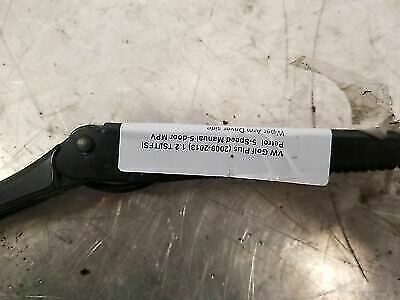 VW Golf Plus (2009-2013) 1.2 TSI(TFSI)
Petrol 5-Speed Manual 5-door MPV
Wiper Arm Driver side